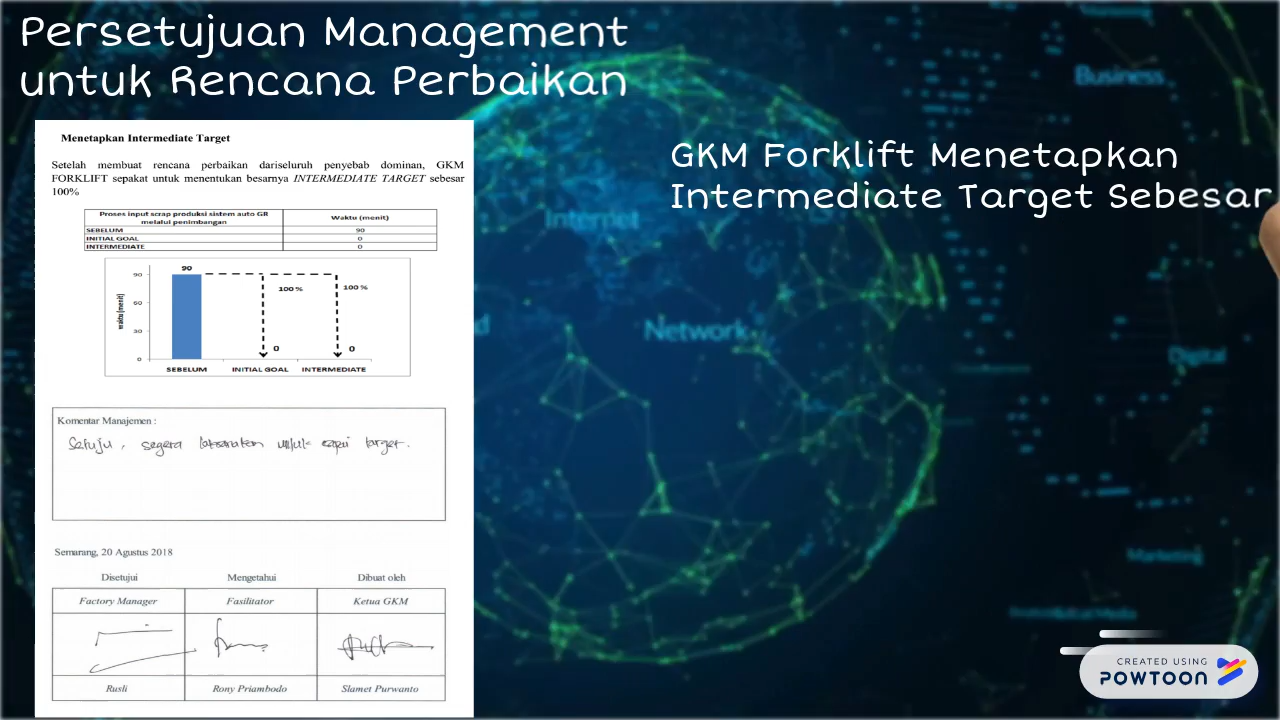 Persetujuan Management
untuk Rencana Perbaikan
GKM Forklift Menetapkan
Intermediate Target Sebesar
Menetapkan Intermediate Target
Setelah membuat rencana perbaikan dariseluruh penyebab dominan, GKM
FORKLIFT sepakat untuk menentukan besarnya INTERMEDIATE TARGET sebesar
100%
Proses input scrap produksi sistem auto GR
melalui penimbangan
Waktu (menit)
SEBELUM 90
INITIAL GOAL 0
INTERMEDIATE 0
waktu (menit)
90
60
30
0
90
100 %
100 %
0
0
SEBELUM INITIAL GOAL INTERMEDIATE
Komentar Manajemen :
Setuju, segera laksanakan untuk capai target.
Semarang, 20 Agustus 2018
Disetujui Mengetahui Dibuat oleh
Factory Manager Fasilitator Ketua GKM
Rusli Rony Priambodo Slamet Purwanto
Business
Internet
Network
Digital
Marketing
CREATED USING
POWTOON